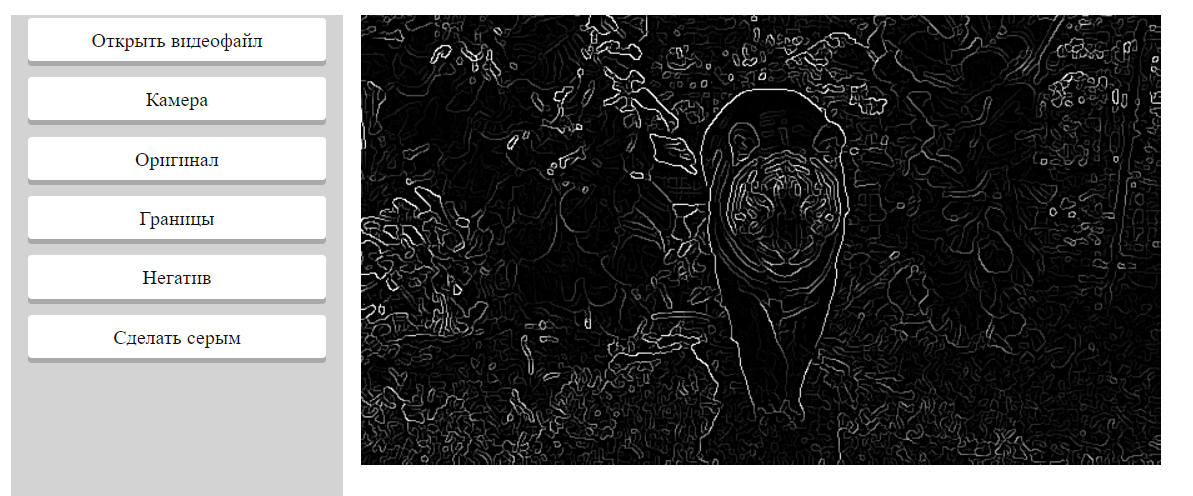 Открыть видеофайл
Камера
Оригинал
Границы
Негатив
Сделать серым